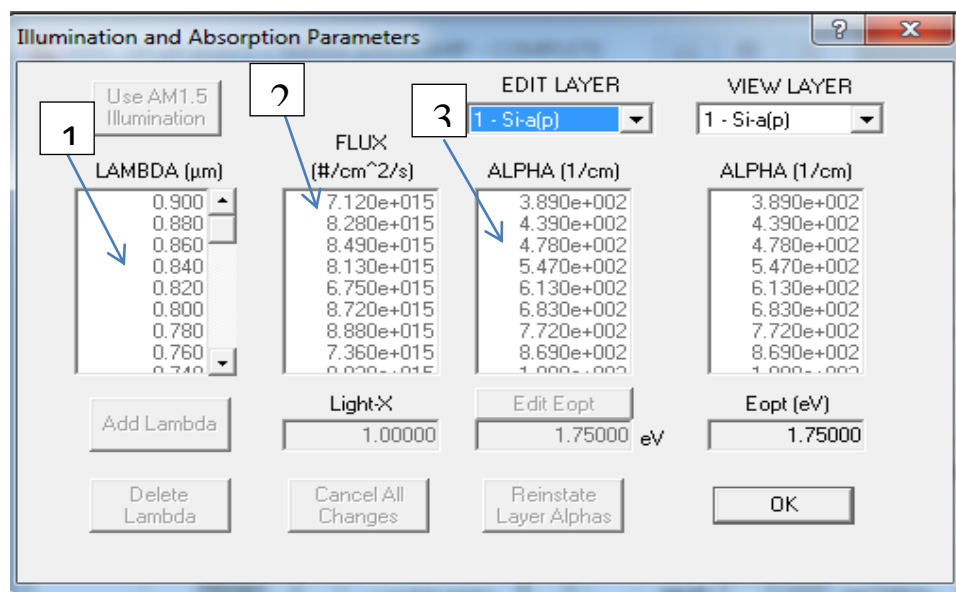 Illumination and Absorption Parameters
?
x
Use AM1.5
Illumination
1
2
3
EDIT LAYER
1 - Si-a(p)
VIEW LAYER
1 - Si-a(p)
LAMBDA (µm)
0.900
0.880
0.860
0.840
0.820
0.800
0.780
0.760
0.740
FLUX
(#/cm^2/s)
7.120e+015
8.280e+015
8.490e+015
8.130e+015
6.750e+015
8.720e+015
8.880e+015
7.360e+015
ALPHA (1/cm)
3.890e+002
4.390e+002
4.780e+002
5.470e+002
6.130e+002
6.830e+002
7.720e+002
8.690e+002
ALPHA (1/cm)
3.890e+002
4.390e+002
4.780e+002
5.470e+002
6.130e+002
6.830e+002
7.720e+002
8.690e+002
Add Lambda
Light-X
1.00000
Edit Eopt
1.75000 eV
Eopt (eV)
1.75000
Delete
Lambda
Cancel All
Changes
Reinstate
Layer Alphas
OK